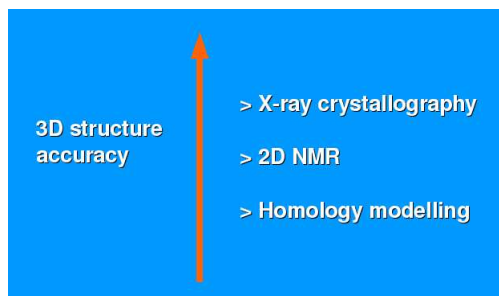 3D structure
accuracy
> X-ray crystallography
> 2D NMR
> Homology modelling